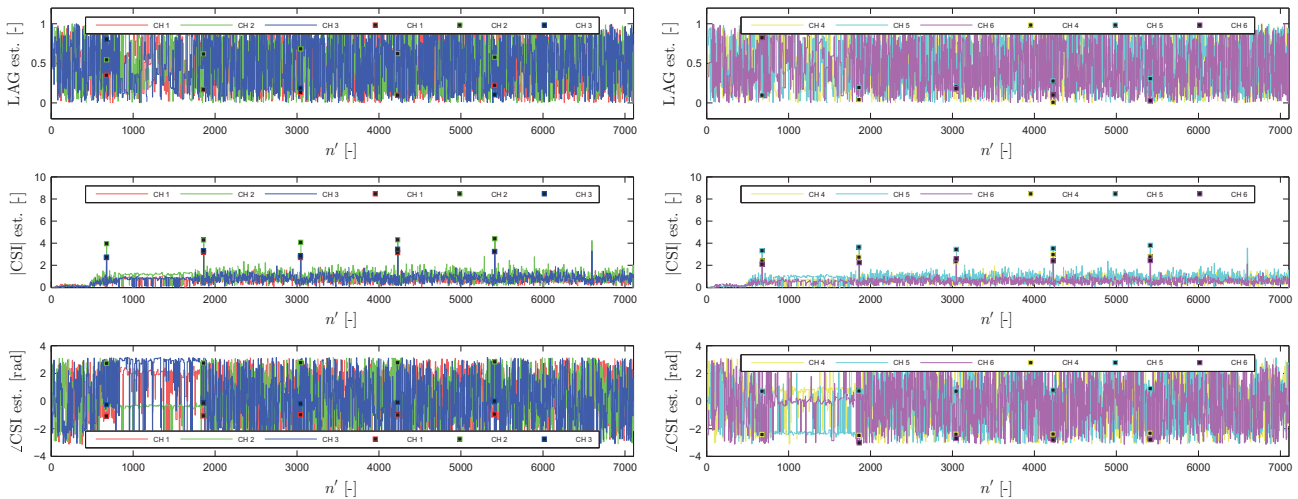 LAG est. [-]
1
0.5
0
CH 1 CH 2 CH 3 CH 1 CH 2 CH 3
0 1000 2000 3000 4000 5000 6000 7000
n′ [-]
LAG est. [-]
1
0.5
0
CH 4 CH 5 CH 6 CH 4 CH 5 CH 6
0 1000 2000 3000 4000 5000 6000 7000
n′ [-]
|CSI| est. [-]
10
8
6
4
2
0
CH 1 CH 2 CH 3 CH 1 CH 2 CH 3
0 1000 2000 3000 4000 5000 6000 7000
n′ [-]
|CSI| est. [-]
10
8
6
4
2
0
CH 4 CH 5 CH 6 CH 4 CH 5 CH 6
0 1000 2000 3000 4000 5000 6000 7000
n′ [-]
∠CSI est. [rad]
4
2
0
−2
−4
CH 1 CH 2 CH 3 CH 1 CH 2 CH 3
0 1000 2000 3000 4000 5000 6000 7000
n′ [-]
∠CSI est. [rad]
4
2
0
−2
−4
CH 4 CH 5 CH 6 CH 4 CH 5 CH 6
0 1000 2000 3000 4000 5000 6000 7000
n′ [-]